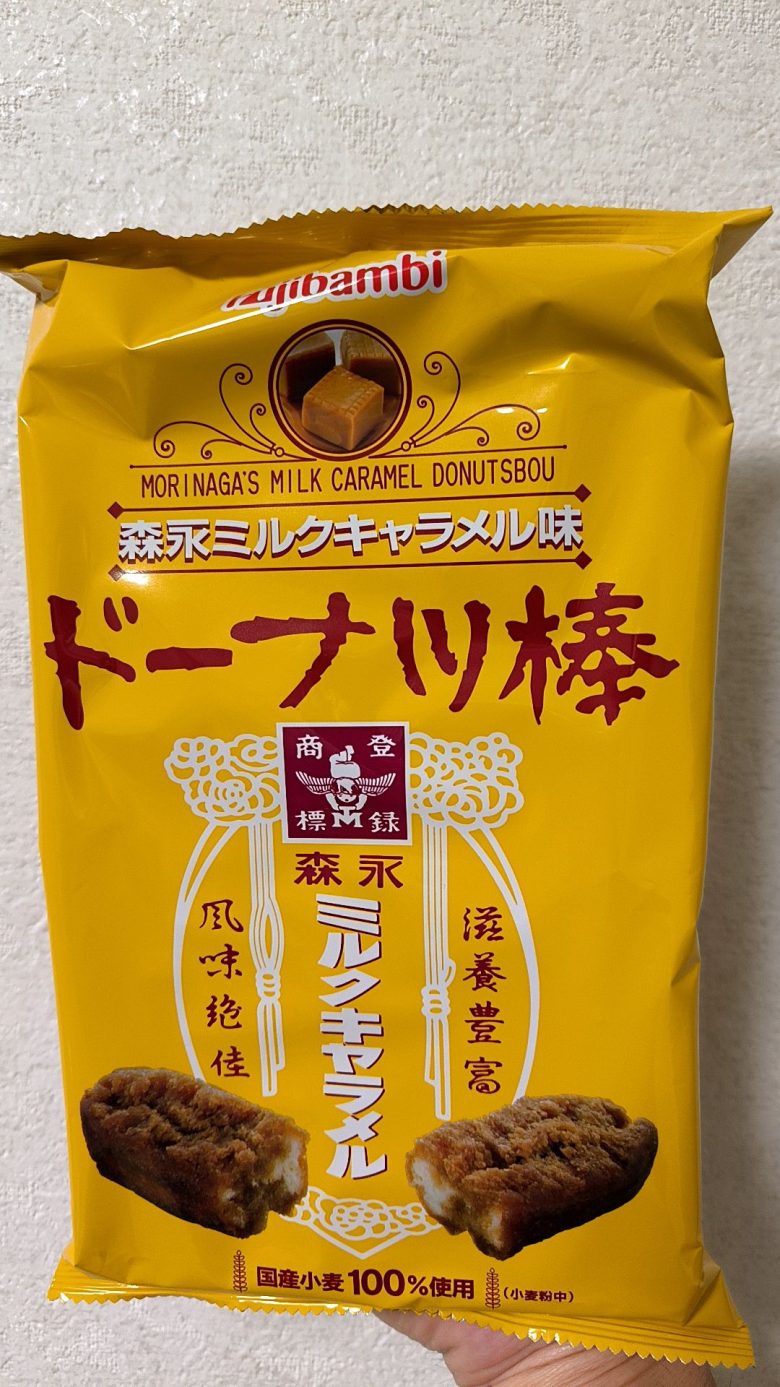 fujibambi
MORINAGA'S MILK CARAMEL DONUTSBOU
森永ミルクキャラメル味
ドーナツ棒
商登
標録
森永
ミルクキャラメル
滋養豊富
風味絶佳
国産小麦100%使用
(小麦粉中)